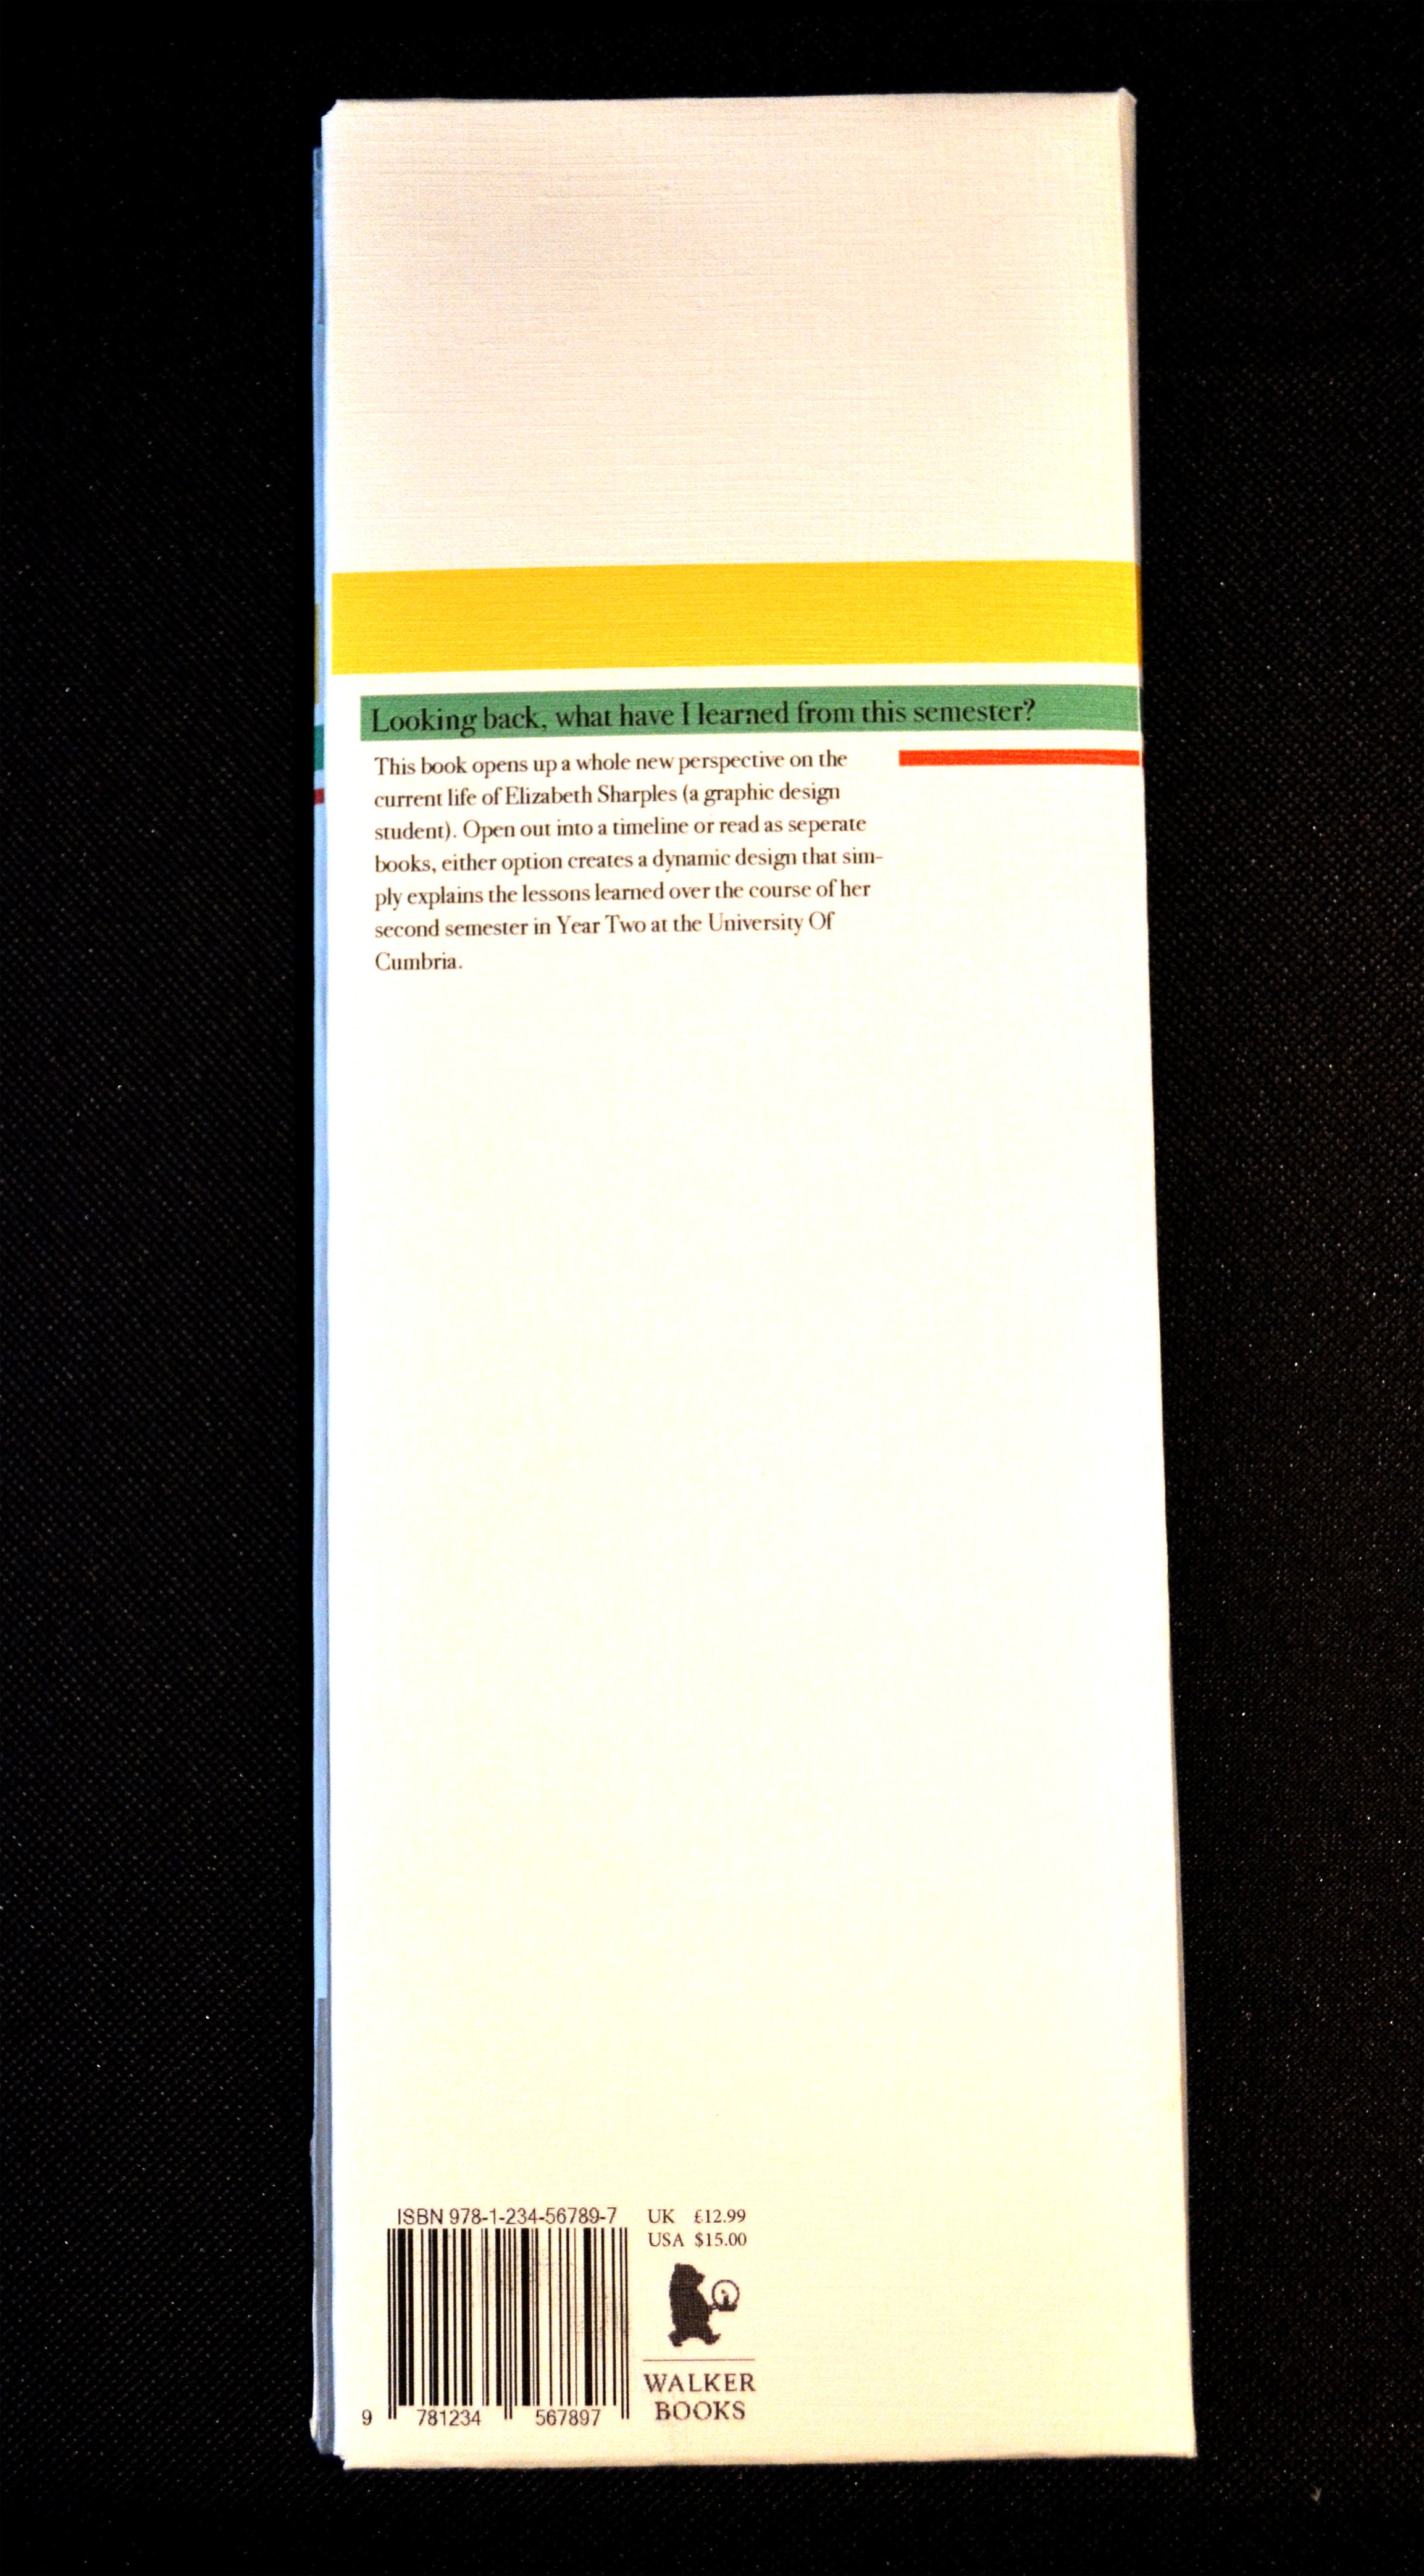 Looking back, what have I learned from this semester?
This book opens up a whole new perspective on the
current life of Elizabeth Sharples (a graphic design
student). Open out into a timeline or read as seperate
books, either option creates a dynamic design that sim-
ply explains the lessons learned over the course of her
second semester in Year Two at the University Of
Cumbria.
ISBN 978-1-234-56789-7
9 781234 567897
UK £12.99
USA $15.00
WALKER
BOOKS